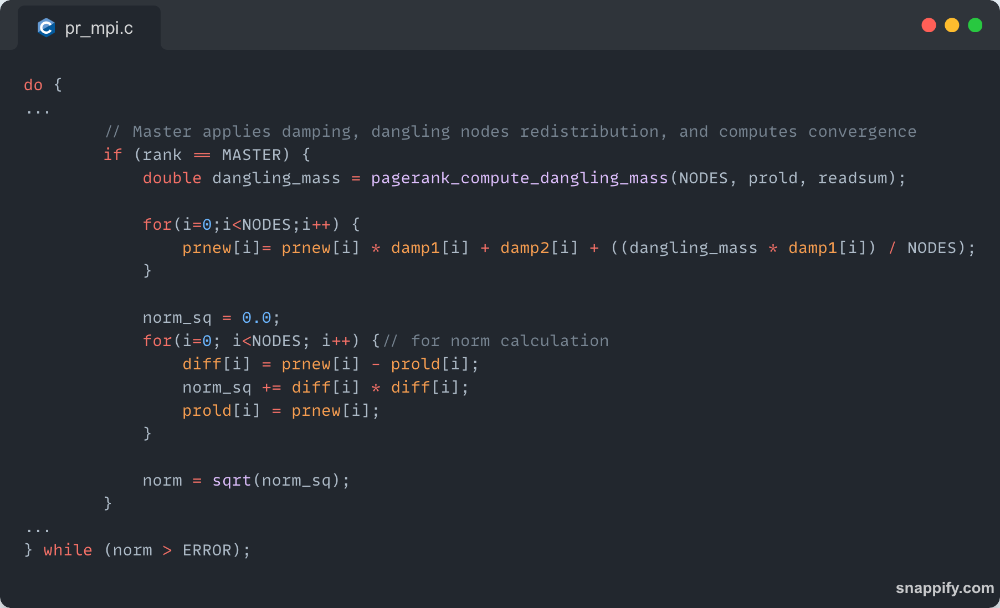 pr_mpi.c
do {
...
        // Master applies damping, dangling nodes redistribution, and computes convergence
        if (rank == MASTER) {
            double dangling_mass = pagerank_compute_dangling_mass(NODES, prold, readsum);

            for(i=0;i<NODES;i++) {
                prnew[i]= prnew[i] * damp1[i] + damp2[i] + ((dangling_mass * damp1[i]) / NODES);
            }

            norm_sq = 0.0;
            for(i=0; i<NODES; i++) {// for norm calculation
                diff[i] = prnew[i] - prold[i];
                norm_sq += diff[i] * diff[i];
                prold[i] = prnew[i];
            }

            norm = sqrt(norm_sq);
        }
...
} while (norm > ERROR);
snappify.com